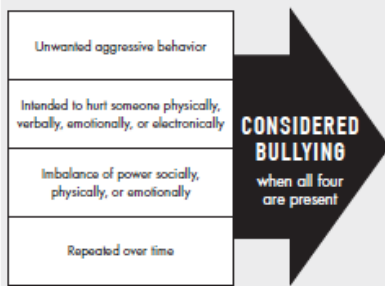 Unwanted aggressive behavior
Intended to hurt someone physically,
verbally, emotionally, or electronically
Imbalance of power socially,
physically, or emotionally
Repeated over time
CONSIDERED
BULLYING
when all four
are present